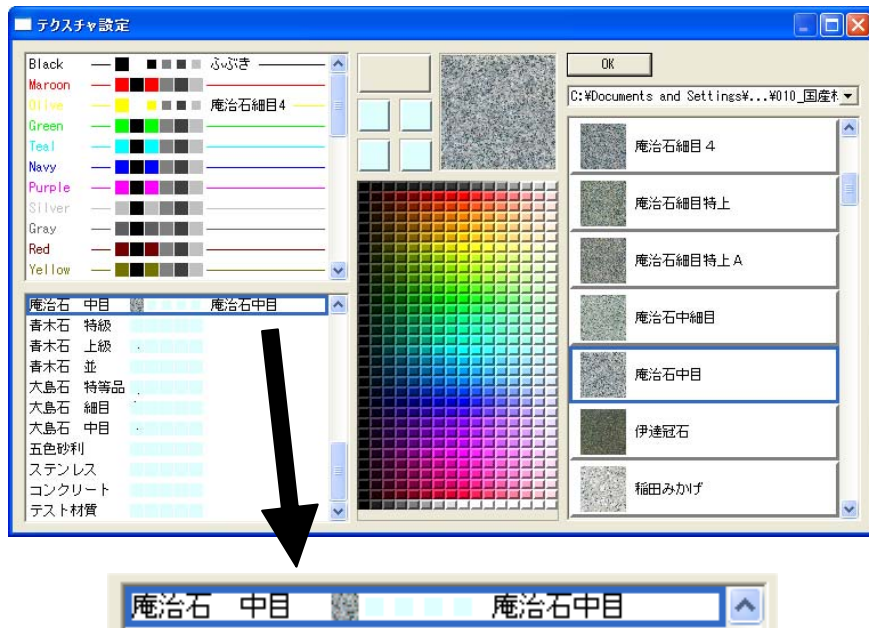 テクスチャ設定
Black ふぶき
Maroon
Olive 庵治石細目4
Green
Teal
Navy
Purple
Silver
Gray
Red
Yellow
庵治石 中目 庵治石中目
青木石 特級
青木石 上級
青木石 並
大島石 特等品
大島石 細目
大島石 中目
五色砂利
ステンレス
コンクリート
テスト材質
OK
C:¥Documents and Settings¥...¥010_国産
庵治石細目４
庵治石細目特上
庵治石細目特上Ａ
庵治石中細目
庵治石中目
伊達冠石
稲田みかげ
庵治石 中目 庵治石中目